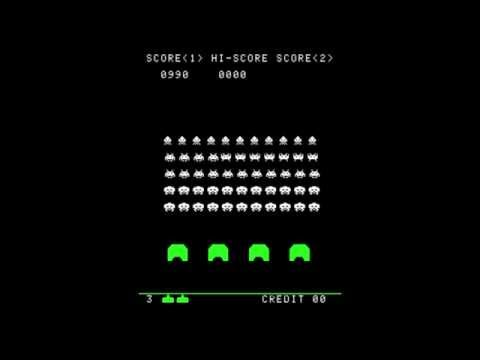 SCORE<1> HI-SCORE SCORE<2>
0990 0000
3 CREDIT 00